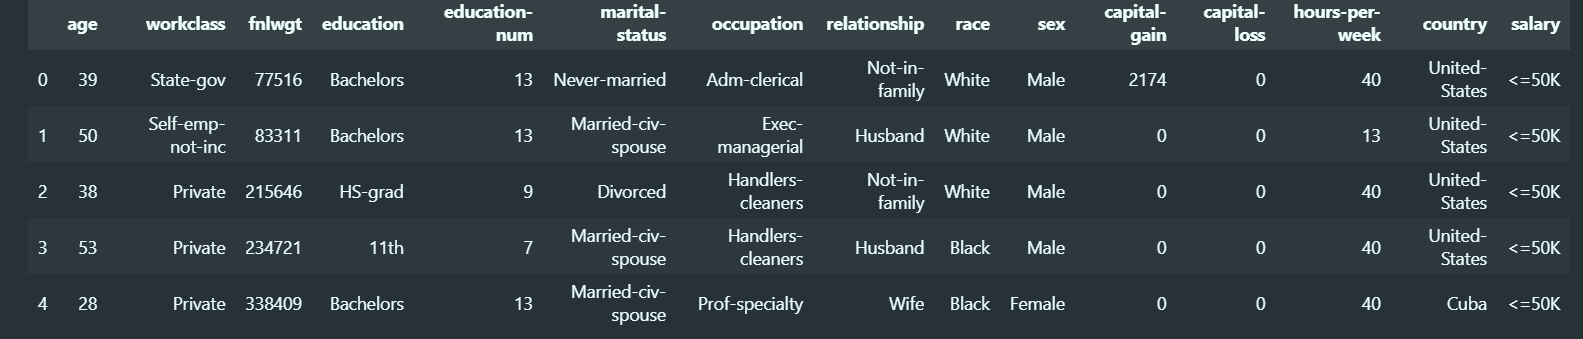 age workclass fnlwgt education education-num marital-status occupation relationship race sex capital-gain capital-loss hours-per-week country salary
0 39 State-gov 77516 Bachelors 13 Never-married Adm-clerical Not-in-family White Male 2174 0 40 United-States <=50K
1 50 Self-emp-not-inc 83311 Bachelors 13 Married-civ-spouse Exec-managerial Husband White Male 0 0 13 United-States <=50K
2 38 Private 215646 HS-grad 9 Divorced Handlers-cleaners Not-in-family White Male 0 0 40 United-States <=50K
3 53 Private 234721 11th 7 Married-civ-spouse Handlers-cleaners Husband Black Male 0 0 40 United-States <=50K
4 28 Private 338409 Bachelors 13 Married-civ-spouse Prof-specialty Wife Black Female 0 0 40 Cuba <=50K